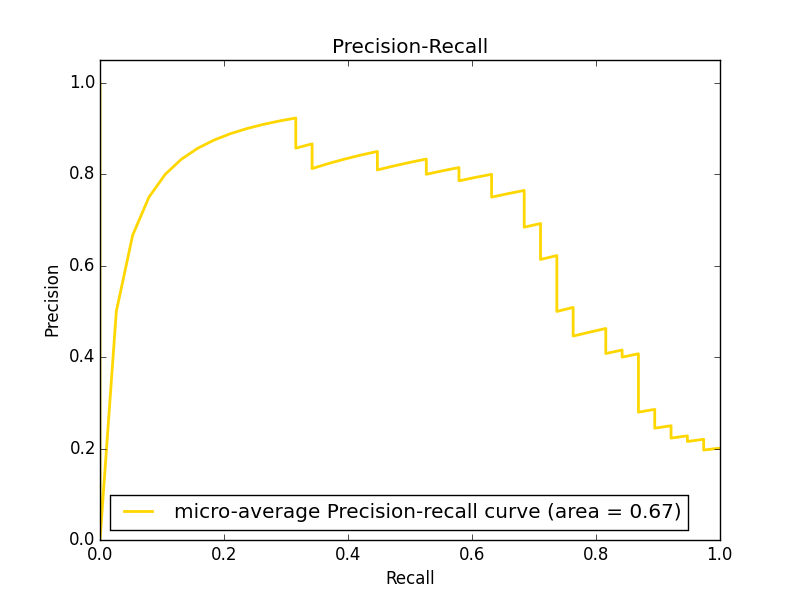 Precision-Recall
1.0
0.8
0.6
0.4
0.2
0.0
Precision
micro-average Precision-recall curve (area = 0.67)
0.0 0.2 0.4 0.6 0.8 1.0
Recall